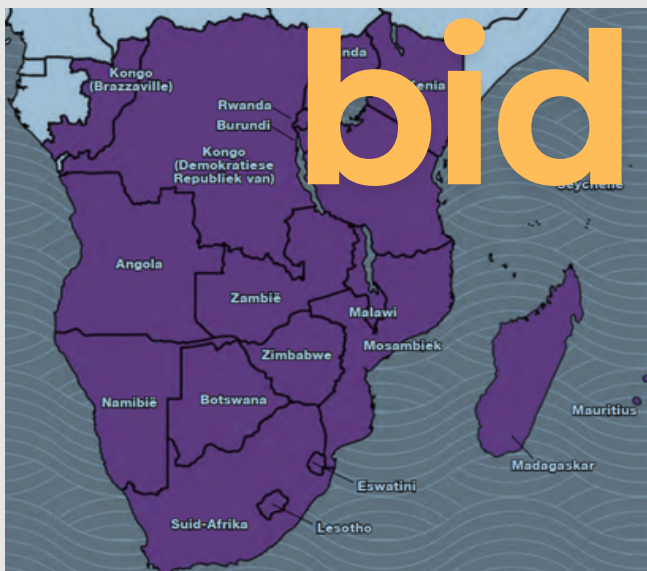 bid
Kongo
(Brazzaville)
Rwanda
Burundi
Kongo
(Demokratiese
Republiek van)
Kenia
Angola
Zambië
Malawi
Mosambiek
Zimbabwe
Namibië
Botswana
Mauritius
Madagaskar
Eswatini
Suid-Afrika
Lesotho